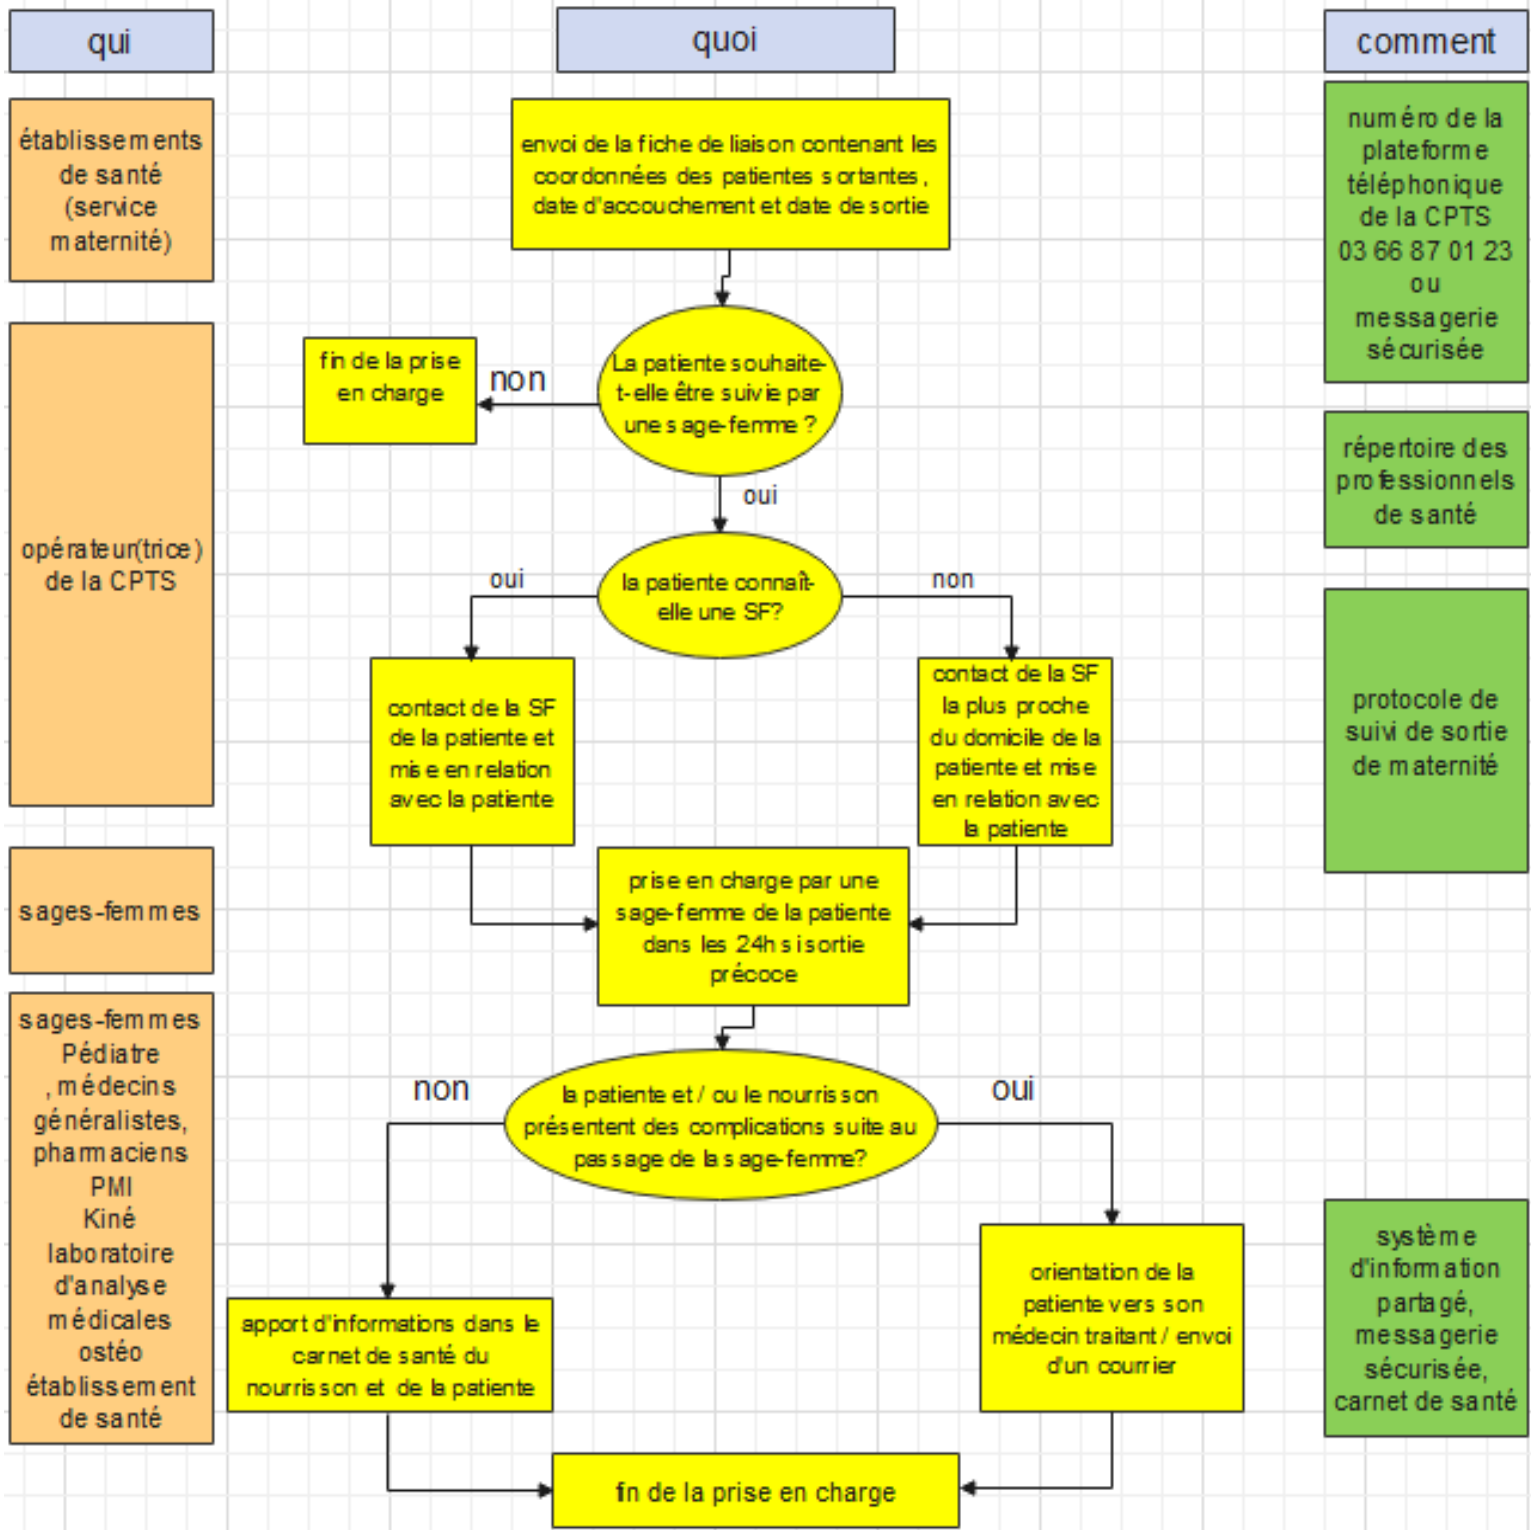 qui
quoi
comment
établissements
de santé
(service
maternité)
envoi de la fiche de liaison contenant les
coordonnées des patientes sortantes,
date d'accouchement et date de sortie
numéro de la
plateforme
téléphonique
de la CPTS
03 66 87 01 23
ou
messagerie
sécurisée
opérateur(trice)
de la CPTS
fin de la prise
en charge
non
La patiente souhaite-
t-elle être suivie par
une sage-femme ?
oui
répertoire des
professionnels
de santé
oui
la patiente connaît-
elle une SF?
non
contact de la SF
de la patiente et
mise en relation
avec la patiente
contact de la SF
la plus proche
du domicile de la
patiente et mise
en relation avec
la patiente
protocole de
suivi de sortie
de maternité
sages-femmes
prise en charge par une
sage-femme de la patiente
dans les 24h si sortie
précoce
sages-femmes
Pédiatre
, médecins
généralistes,
pharmaciens
PMI
Kiné
laboratoire
d'analyse
médicales
ostéo
établissement
de santé
non
la patiente et / ou le nourrisson
présentent des complications suite au
passage de la sage-femme?
oui
apport d'informations dans le
carnet de santé du
nourrisson et de la patiente
orientation de la
patiente vers son
médecin traitant / envoi
d'un courrier
système
d'information
partagé,
messagerie
sécurisée,
carnet de santé
fin de la prise en charge